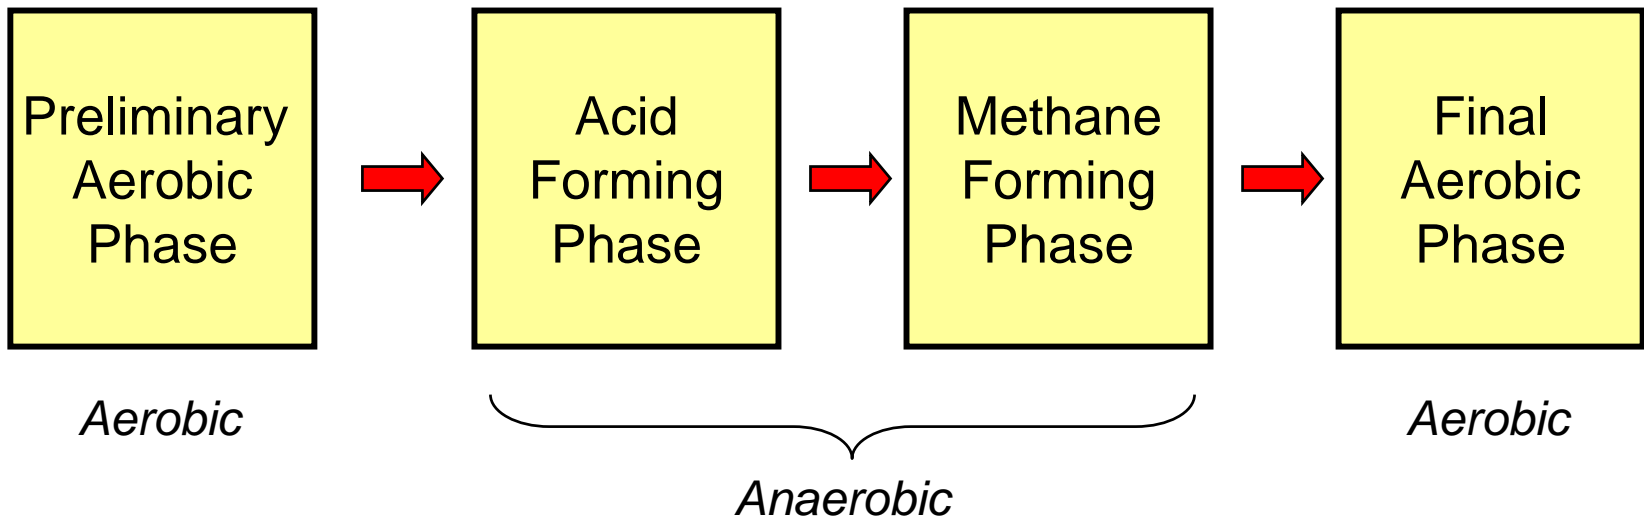 Preliminary
Aerobic
Phase
Acid
Forming
Phase
Methane
Forming
Phase
Final
Aerobic
Phase
Aerobic
Anaerobic
Aerobic